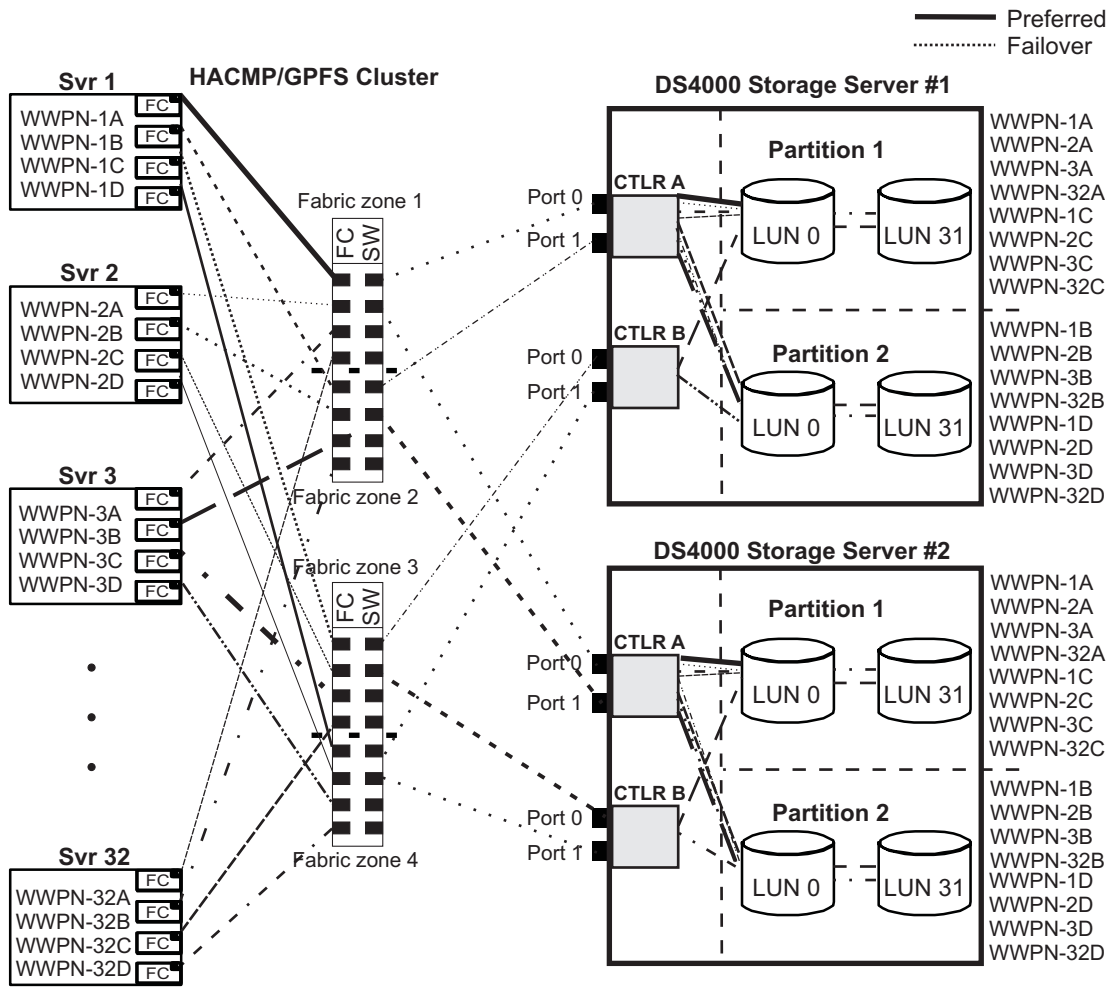 Preferred
Failover
Svr 1
HACMP/GPFS Cluster
DS4000 Storage Server #1
FC
FC
FC
FC
WWPN-1A
WWPN-1B
WWPN-1C
WWPN-1D
Svr 2
FC
FC
FC
FC
WWPN-2A
WWPN-2B
WWPN-2C
WWPN-2D
Svr 3
FC
FC
FC
FC
WWPN-3A
WWPN-3B
WWPN-3C
WWPN-3D
Svr 32
FC
FC
FC
FC
WWPN-32A
WWPN-32B
WWPN-32C
WWPN-32D
Fabric zone 1
FC SW
Fabric zone 2
Fabric zone 3
FC SW
Fabric zone 4
Port 0
Port 1
CTLR A
Partition 1
LUN 0
LUN 31
Port 0
Port 1
CTLR B
Partition 2
LUN 0
LUN 31
WWPN-1A
WWPN-2A
WWPN-3A
WWPN-32A
WWPN-1C
WWPN-2C
WWPN-3C
WWPN-32C
WWPN-1B
WWPN-2B
WWPN-3B
WWPN-32B
WWPN-1D
WWPN-2D
WWPN-3D
WWPN-32D
DS4000 Storage Server #2
Port 0
Port 1
CTLR A
Partition 1
LUN 0
LUN 31
Port 0
Port 1
CTLR B
Partition 2
LUN 0
LUN 31
WWPN-1A
WWPN-2A
WWPN-3A
WWPN-32A
WWPN-1C
WWPN-2C
WWPN-3C
WWPN-32C
WWPN-1B
WWPN-2B
WWPN-3B
WWPN-32B
WWPN-1D
WWPN-2D
WWPN-3D
WWPN-32D